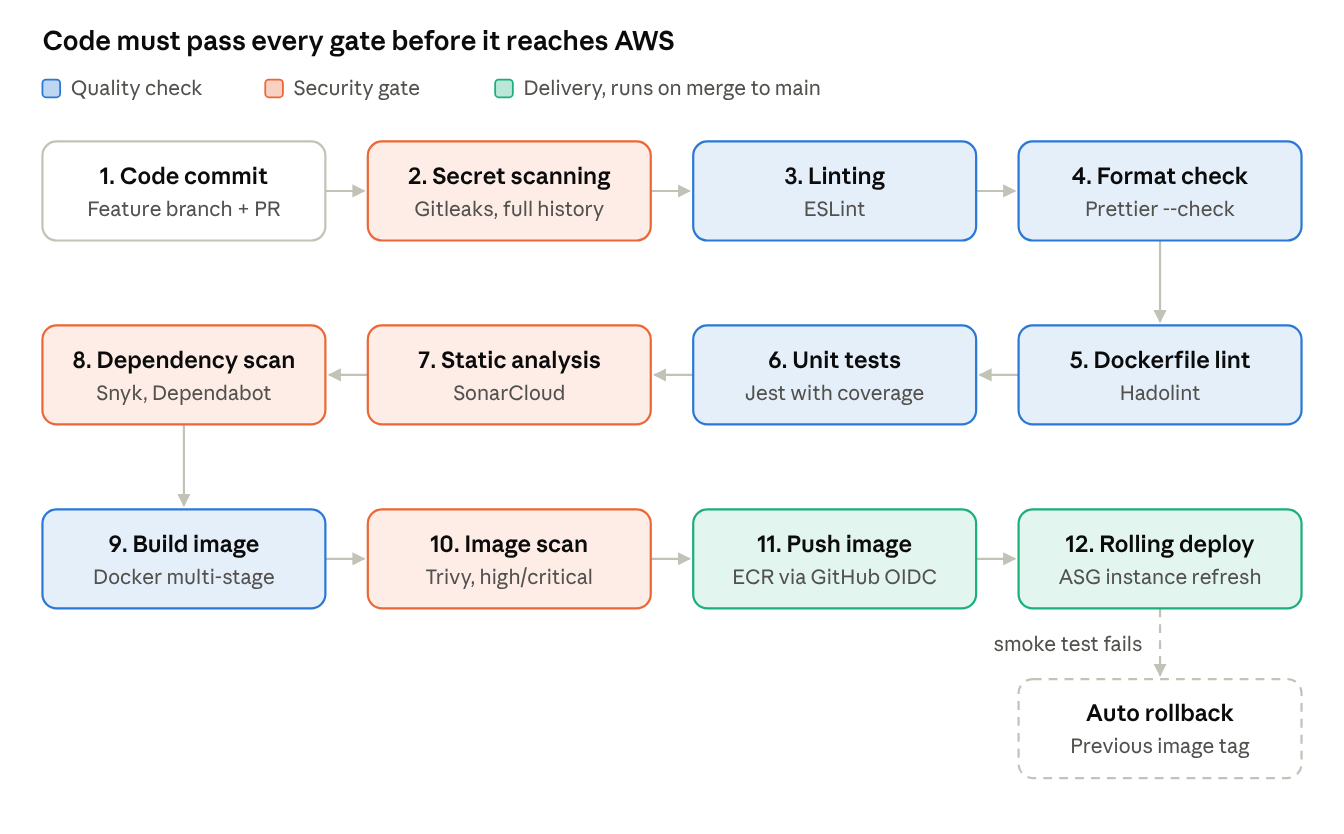 Code must pass every gate before it reaches AWS
Quality check
Security gate
Delivery, runs on merge to main
1. Code commit
Feature branch + PR
2. Secret scanning
Gitleaks, full history
3. Linting
ESLint
4. Format check
Prettier --check
8. Dependency scan
Snyk, Dependabot
7. Static analysis
SonarCloud
6. Unit tests
Jest with coverage
5. Dockerfile lint
Hadolint
9. Build image
Docker multi-stage
10. Image scan
Trivy, high/critical
11. Push image
ECR via GitHub OIDC
12. Rolling deploy
ASG instance refresh
smoke test fails
Auto rollback
Previous image tag